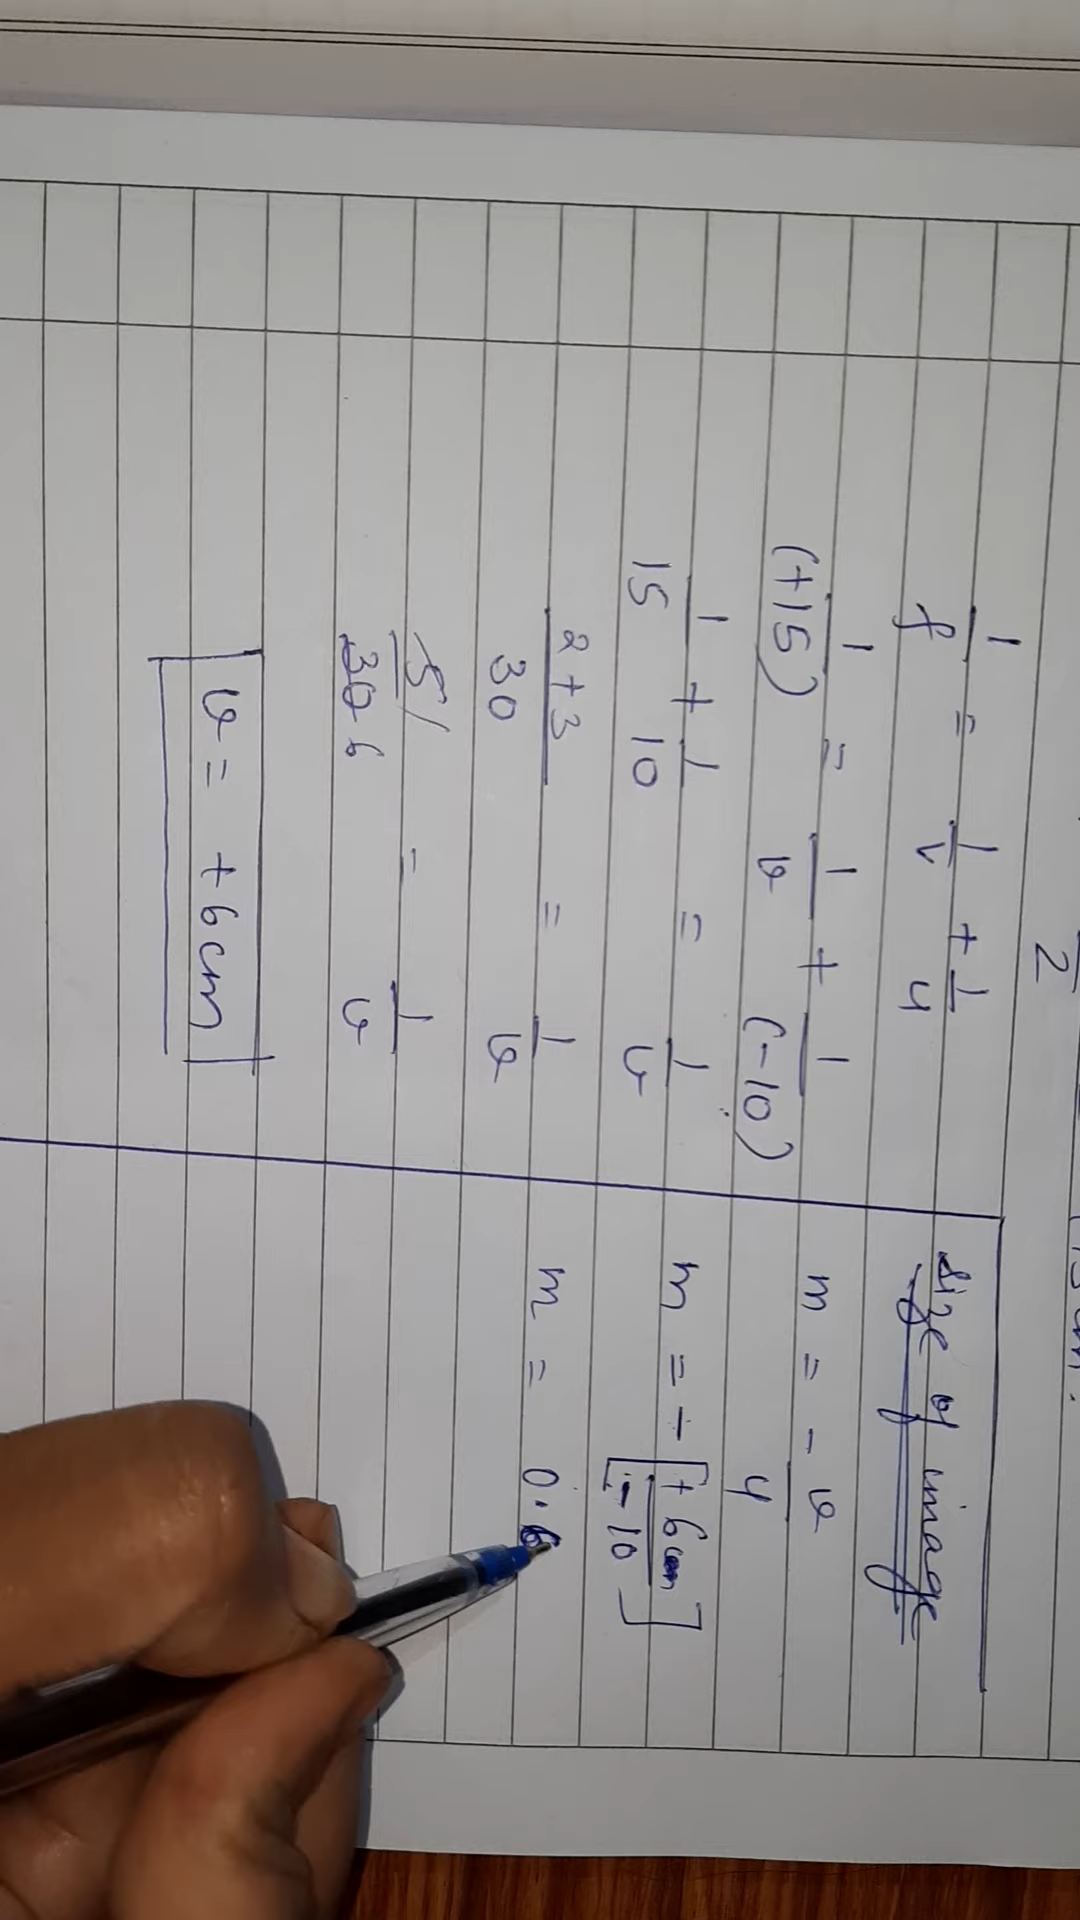 2
1/f = 1/v + 1/u
1/(+15) = 1/v + 1/(-10)
1/15 + 1/10 = 1/v
2+3/30 = 1/v
5/30 6 = 1/v
v = +6cm
Size of image
m = - v/u
m = - [+6cm/-10]
m = 0.6